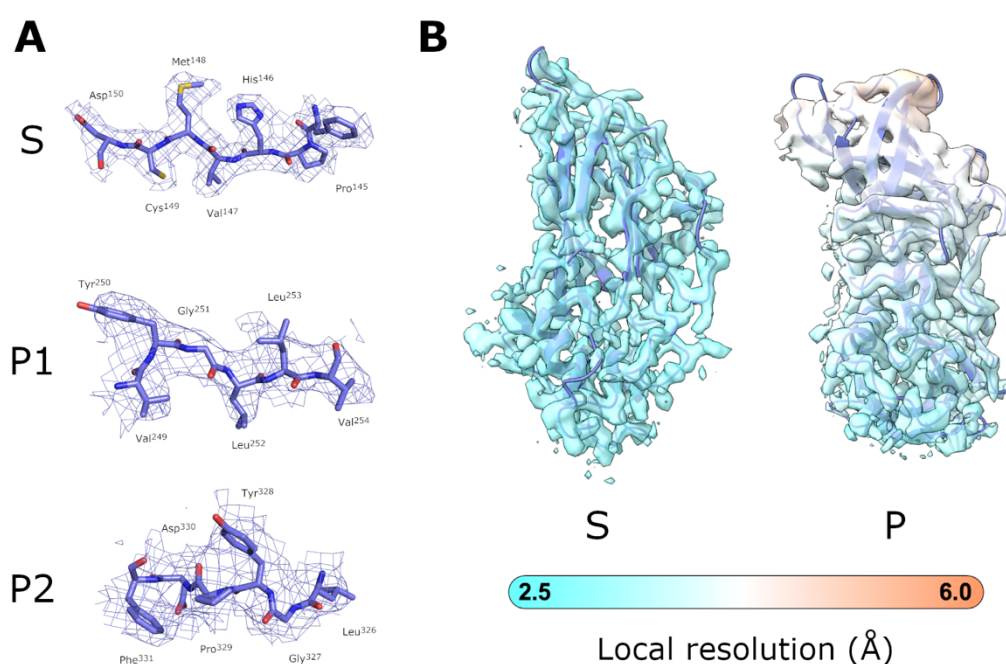 A
S
Asp150
Met148
His146
Cys149
Val147
Pro145
P1
Tyr250
Gly251
Leu253
Val249
Leu252
Val254
P2
Tyr328
Asp330
Leu326
Pro329
Phe331
Gly327
B
S
P
2.5
6.0
Local resolution (Å)